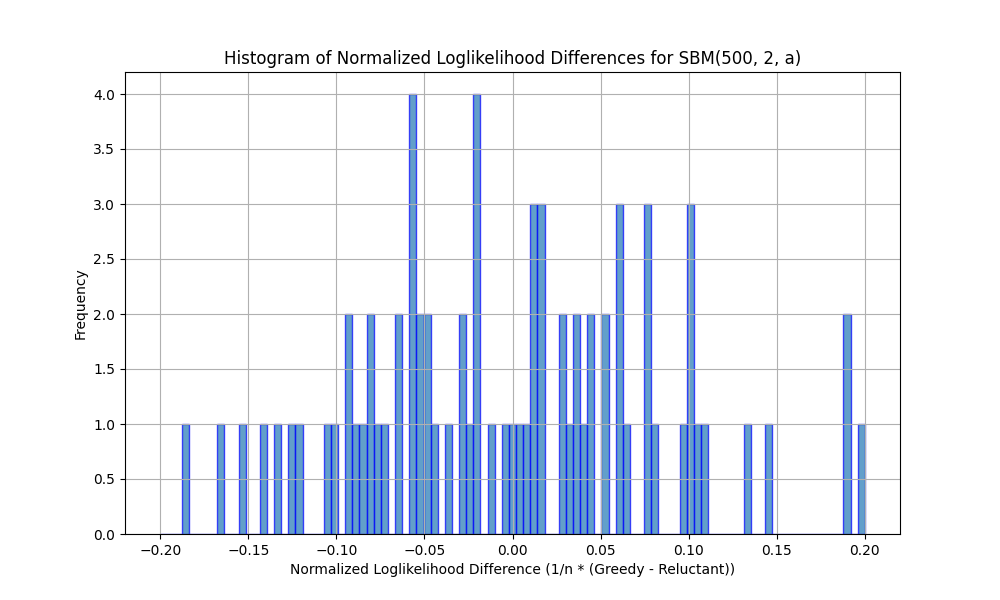 Histogram of Normalized Loglikelihood Differences for SBM(500, 2, a)
4.0
3.5
3.0
2.5
2.0
1.5
1.0
0.5
0.0
Frequency
−0.20 −0.15 −0.10 −0.05 0.00 0.05 0.10 0.15 0.20
Normalized Loglikelihood Difference (1/n * (Greedy - Reluctant))